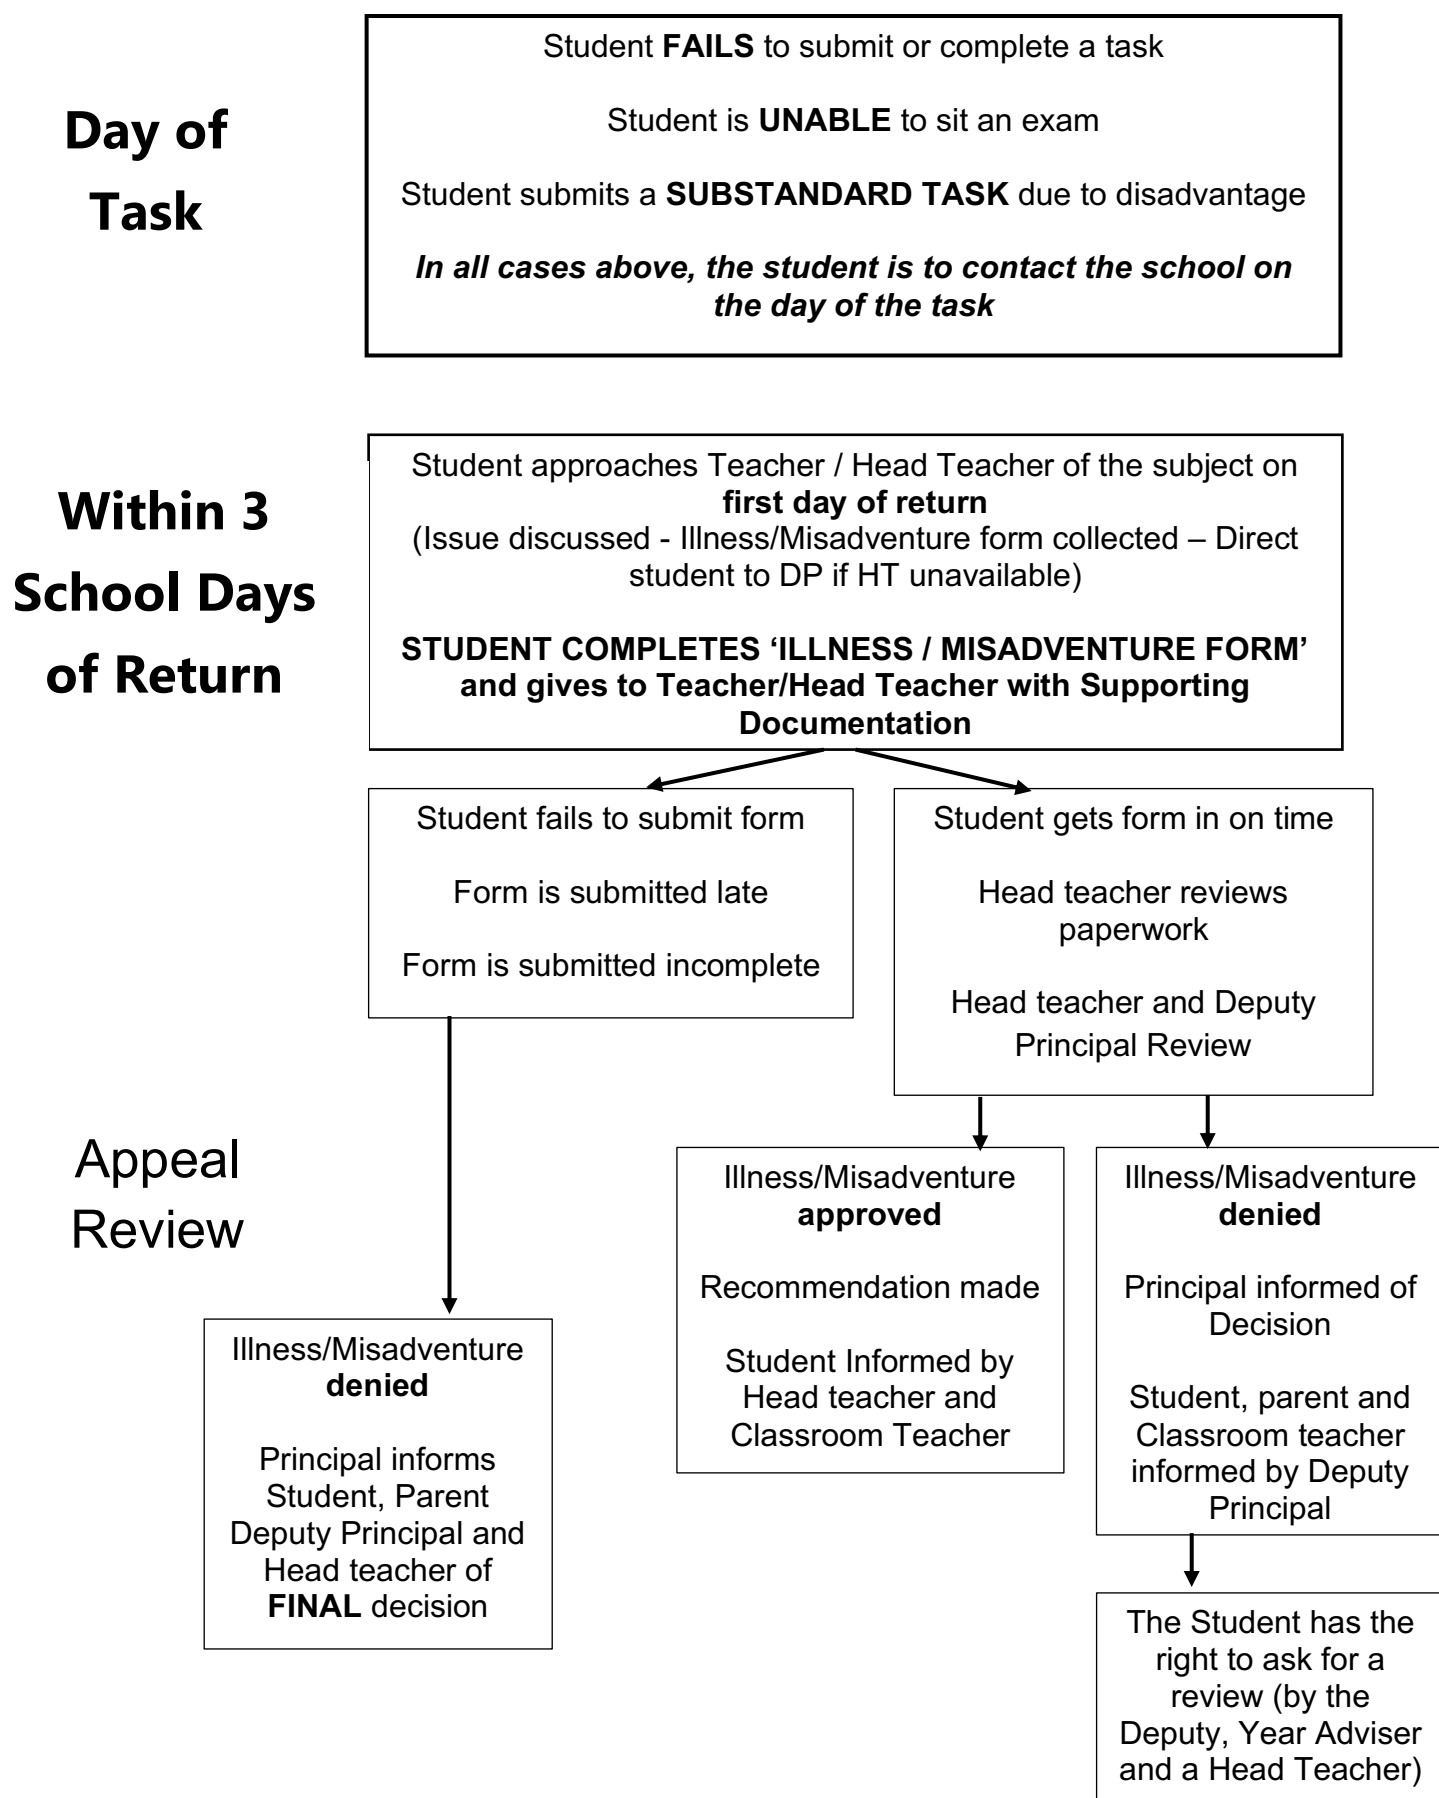 Day of
Task
Student FAILS to submit or complete a task
Student is UNABLE to sit an exam
Student submits a SUBSTANDARD TASK due to disadvantage
In all cases above, the student is to contact the school on
the day of the task
Within 3
School Days
of Return
Student approaches Teacher / Head Teacher of the subject on
first day of return
(Issue discussed - Illness/Misadventure form collected – Direct
student to DP if HT unavailable)
STUDENT COMPLETES ‘ILLNESS / MISADVENTURE FORM’
and gives to Teacher/Head Teacher with Supporting
Documentation
Student fails to submit form
Form is submitted late
Form is submitted incomplete
Student gets form in on time
Head teacher reviews
paperwork
Head teacher and Deputy
Principal Review
Appeal
Review
Illness/Misadventure
denied
Principal informs
Student, Parent
Deputy Principal and
Head teacher of
FINAL decision
Illness/Misadventure
approved
Recommendation made
Student Informed by
Head teacher and
Classroom Teacher
Illness/Misadventure
denied
Principal informed of
Decision
Student, parent and
Classroom teacher
informed by Deputy
Principal
The Student has the
right to ask for a
review (by the
Deputy, Year Adviser
and a Head Teacher)